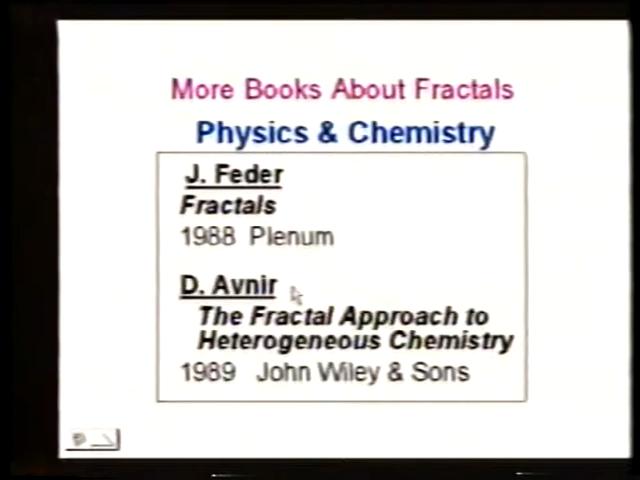 More Books About Fractals
Physics & Chemistry
J. Feder
Fractals
1988 Plenum
D. Avnir
The Fractal Approach to
Heterogeneous Chemistry
1989 John Wiley & Sons